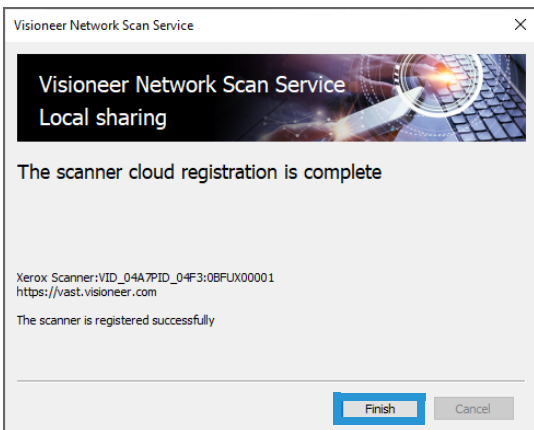 Visioneer Network Scan Service
Visioneer Network Scan Service
Local sharing
The scanner cloud registration is complete
Xerox Scanner:VID_04A7PID_04F3:0BFUX00001
https://vast.visioneer.com
The scanner is registered successfully
Finish
Cancel